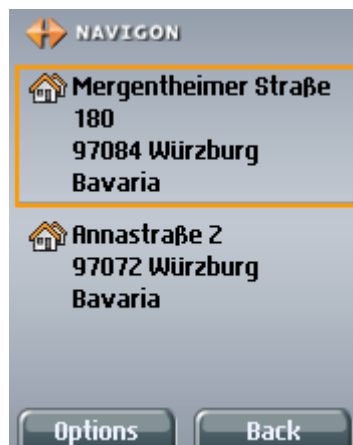 NAVIGON
Mergentheimer Straße
180
97084 Würzburg
Bavaria
Annastraße 2
97072 Würzburg
Bavaria
Options Back